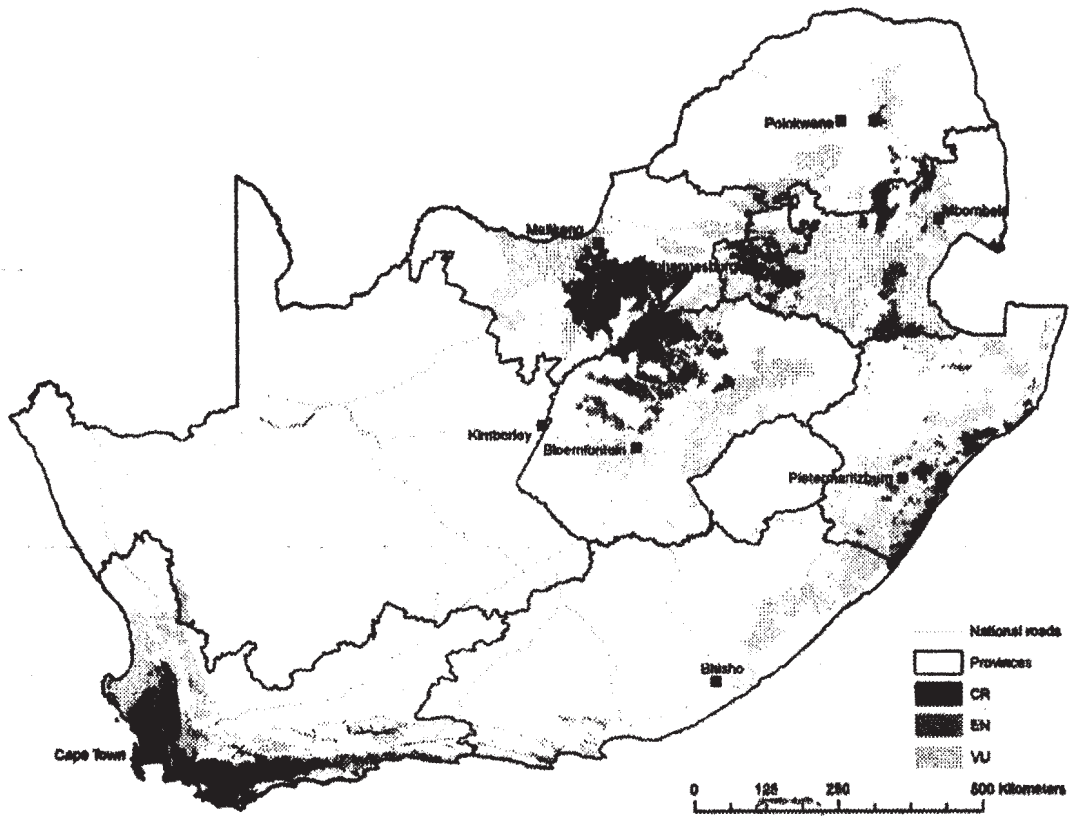 Polokwane
Mbombela
Mafikeng
Johannesburg
Kimberley
Bloemfontein
Pietermaritzburg
Bhisho
Cape Town
National roads
Provinces
CR
EN
VU
0 125 250 500 Kilometers